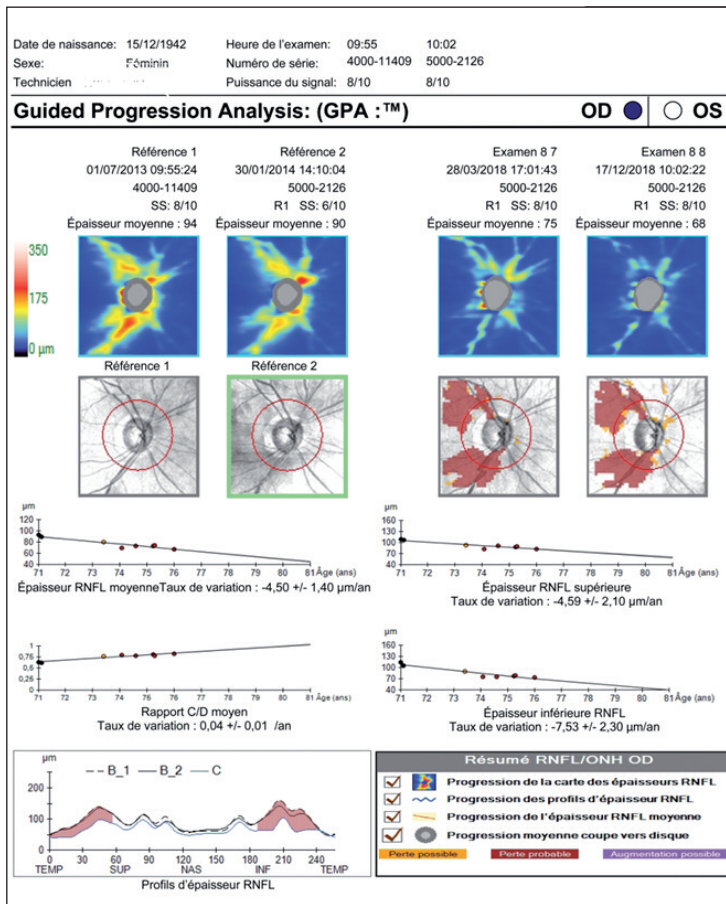 Date de naissance: 15/12/1942 Heure de l'examen: 09:55 10:02
Sexe: Féminin Numéro de série: 4000-11409 5000-2126
Technicien Puissance du signal: 8/10 8/10
Guided Progression Analysis: (GPA :™) OD OS
Référence 1 Référence 2 Examen 8 7 Examen 8 8
01/07/2013 09:55:24 30/01/2014 14:10:04 28/03/2018 17:01:43 17/12/2018 10:02:22
4000-11409 5000-2126 5000-2126 5000-2126
SS: 8/10 R1 SS: 6/10 R1 SS: 8/10 R1 SS: 8/10
Épaisseur moyenne : 94 Épaisseur moyenne : 90 Épaisseur moyenne : 75 Épaisseur moyenne : 68
350
175
0 µm
Référence 1 Référence 2
µm
120
100
80
60
40
71 72 73 74 75 76 77 78 79 80 81 Âge (ans)
Épaisseur RNFL moyenneTaux de variation : -4,50 +/- 1,40 µm/an
µm
160
130
100
70
40
71 72 73 74 75 76 77 78 79 80 81 Âge (ans)
Épaisseur RNFL supérieure
Taux de variation : -4,59 +/- 2,10 µm/an
1
0,75
0,5
0,25
0
71 72 73 74 75 76 77 78 79 80 81 Âge (ans)
Rapport C/D moyen
Taux de variation : 0,04 +/- 0,01 /an
µm
160
130
100
70
40
71 72 73 74 75 76 77 78 79 80 81 Âge (ans)
Épaisseur inférieure RNFL
Taux de variation : -7,53 +/- 2,30 µm/an
µm
B_1 B_2 C
200
100
0
0 30 60 90 120 150 180 210 240
TEMP SUP NAS INF TEMP
Profils d'épaisseur RNFL
Résumé RNFL/ONH OD
Progression de la carte des épaisseurs RNFL
Progression des profils d'épaisseur RNFL
Progression de l'épaisseur RNFL moyenne
Progression moyenne coupe vers disque
Perte possible Perte probable Augmentation possible